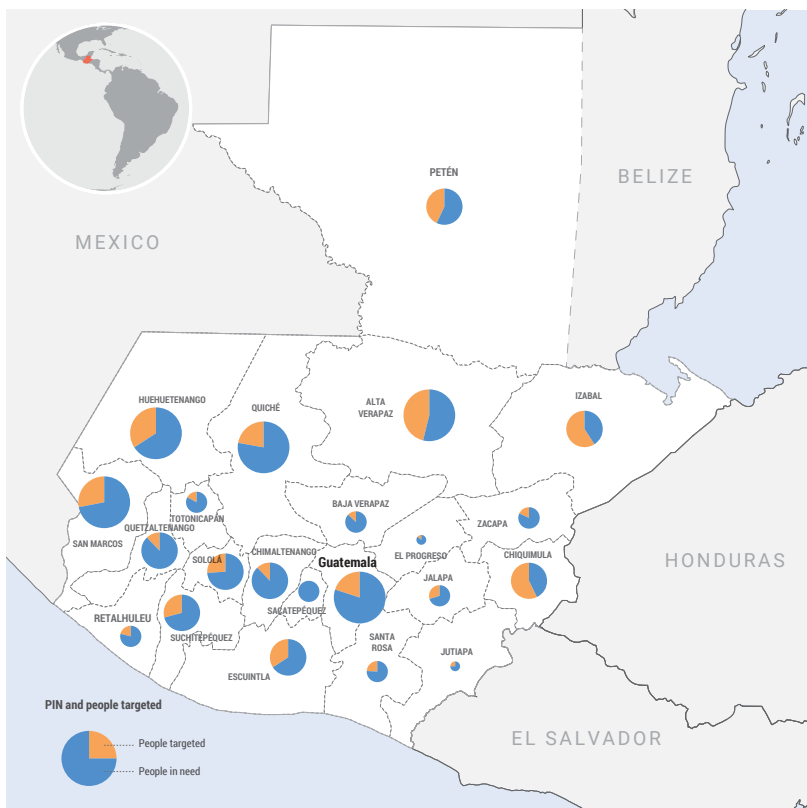 PETÉN
BELIZE
MEXICO
HUEHUETENANGO
QUICHÉ
ALTA
VERAPAZ
IZABAL
BAJA VERAPAZ
TOTONICAPÁN
QUETZALTENANGO
SAN MARCOS
ZACAPA
EL PROGRESO
CHIQUIMULA
SOLOLÁ
CHIMALTENANGO
Guatemala
HONDURAS
JALAPA
SACATEPÉQUEZ
RETALHULEU
SUCHITEPÉQUEZ
SANTA
ROSA
JUTIAPA
ESCUINTLA
PIN and people targeted
People targeted
People in need
EL SALVADOR